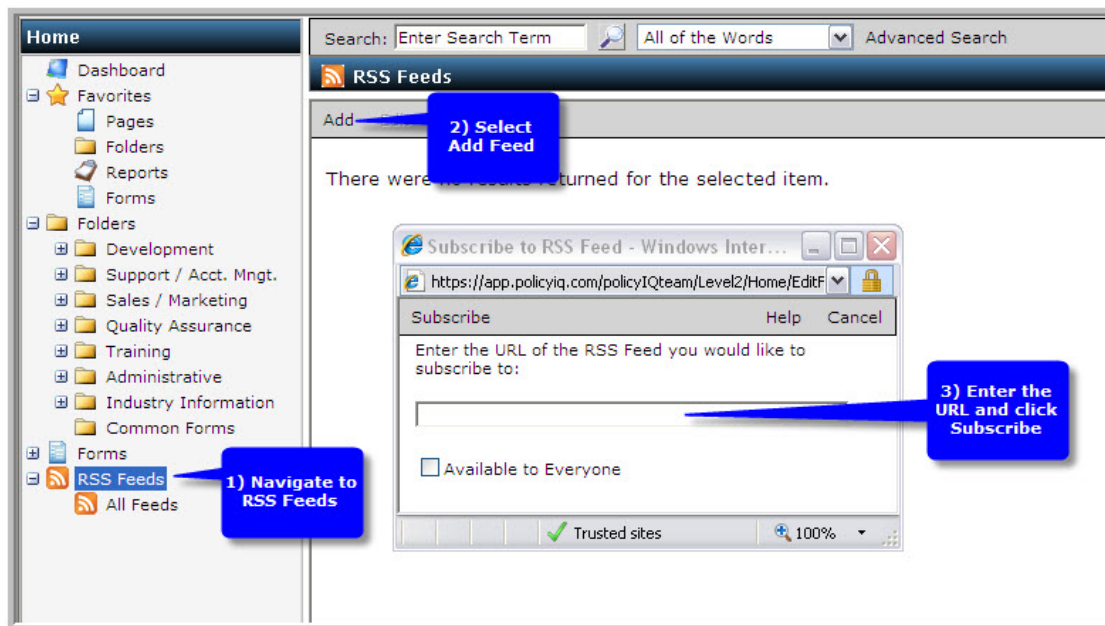 Home
Dashboard
Favorites
Pages
Folders
Reports
Forms
Folders
Development
Support / Acct. Mngt.
Sales / Marketing
Quality Assurance
Training
Administrative
Industry Information
Common Forms
Forms
RSS Feeds
All Feeds
1) Navigate to
RSS Feeds
Search: Enter Search Term All of the Words Advanced Search
RSS Feeds
Add
2) Select
Add Feed
There were no results returned for the selected item.
Subscribe to RSS Feed - Windows Inter...
https://app.policyiq.com/policyIQteam/Level2/Home/EditF
Subscribe Help Cancel
Enter the URL of the RSS Feed you would like to
subscribe to:
3) Enter the
URL and click
Subscribe
Available to Everyone
Trusted sites 100%